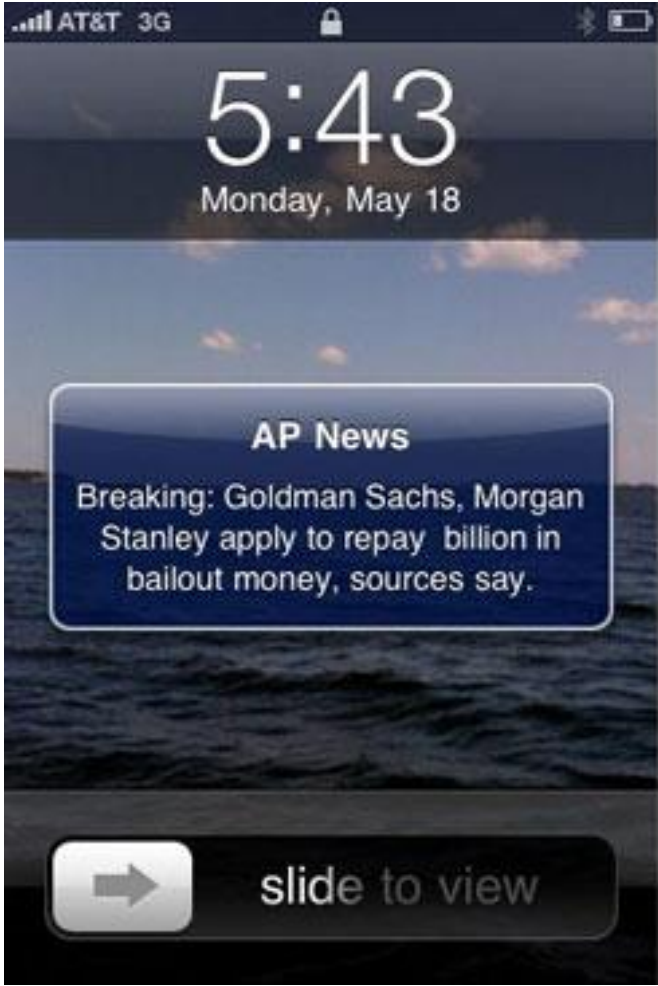 AT&T 3G
5:43
Monday, May 18
AP News
Breaking: Goldman Sachs, Morgan
Stanley apply to repay  billion in
bailout money, sources say.
slide to view